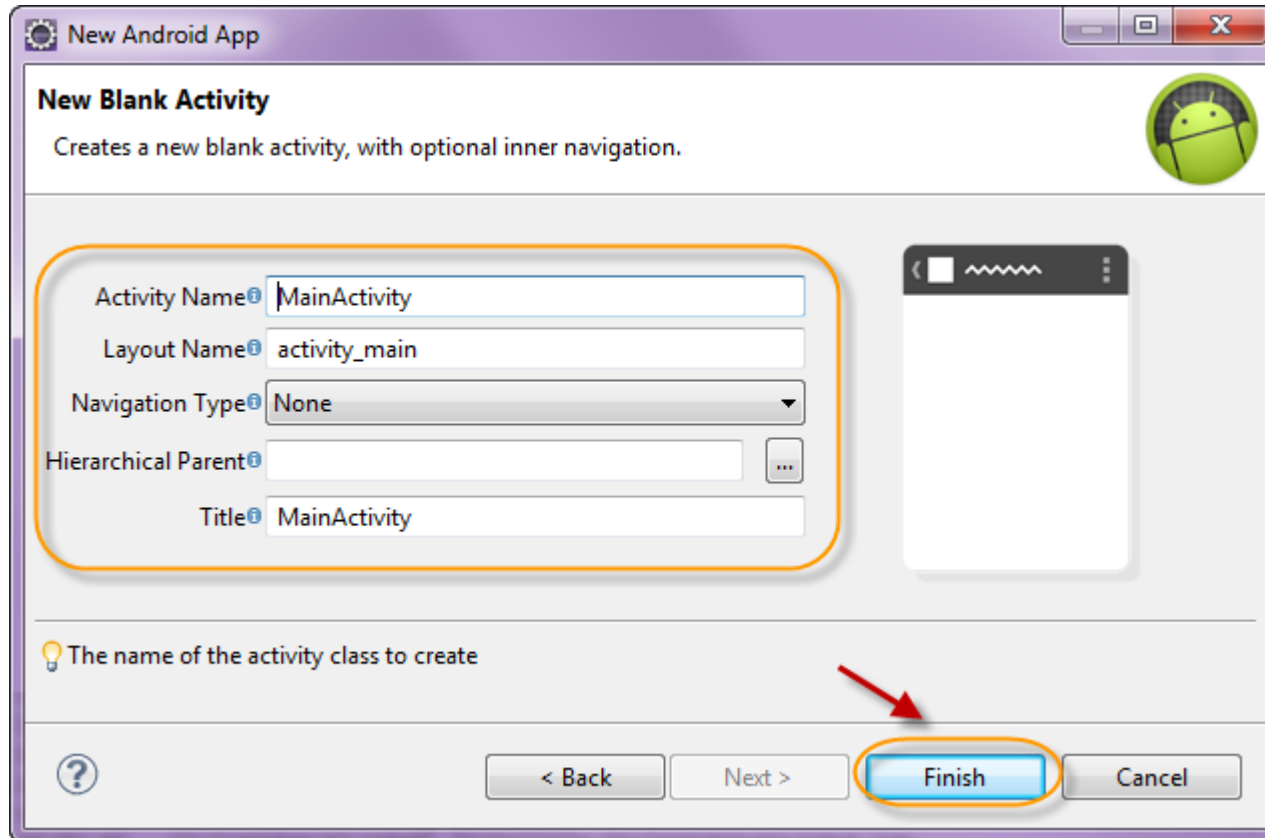 New Android App
New Blank Activity
Creates a new blank activity, with optional inner navigation.
Activity Name MainActivity
Layout Name activity_main
Navigation Type None
Hierarchical Parent ...
Title MainActivity
The name of the activity class to create
? < Back Next > Finish Cancel